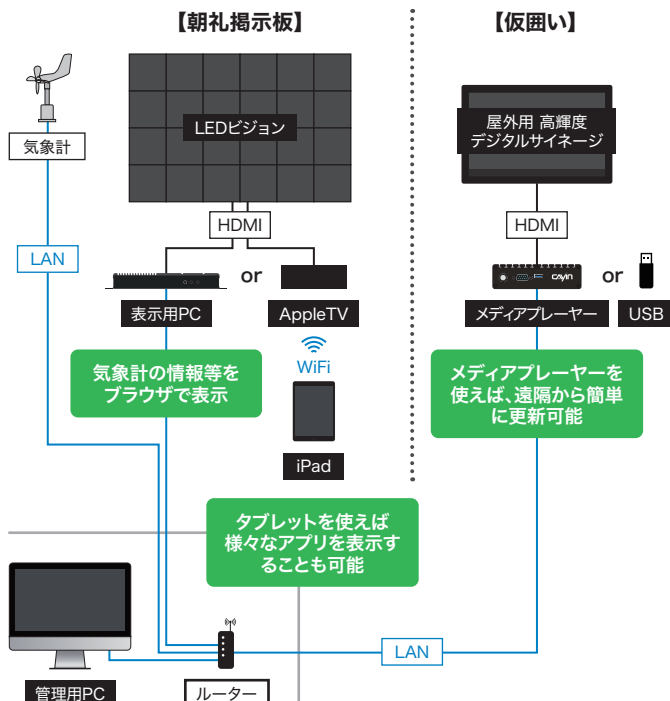 【朝礼掲示板】
【仮囲い】
LEDビジョン
屋外用 高輝度
デジタルサイネージ
気象計
HDMI
HDMI
LAN
or
CAYIN
or
表示用PC
AppleTV
メディアプレーヤー
USB
WiFi
気象計の情報等を
ブラウザで表示
メディアプレーヤーを
使えば、遠隔から簡単
に更新可能
iPad
タブレットを使えば
様々なアプリを表示す
ることも可能
LAN
管理用PC
ルーター